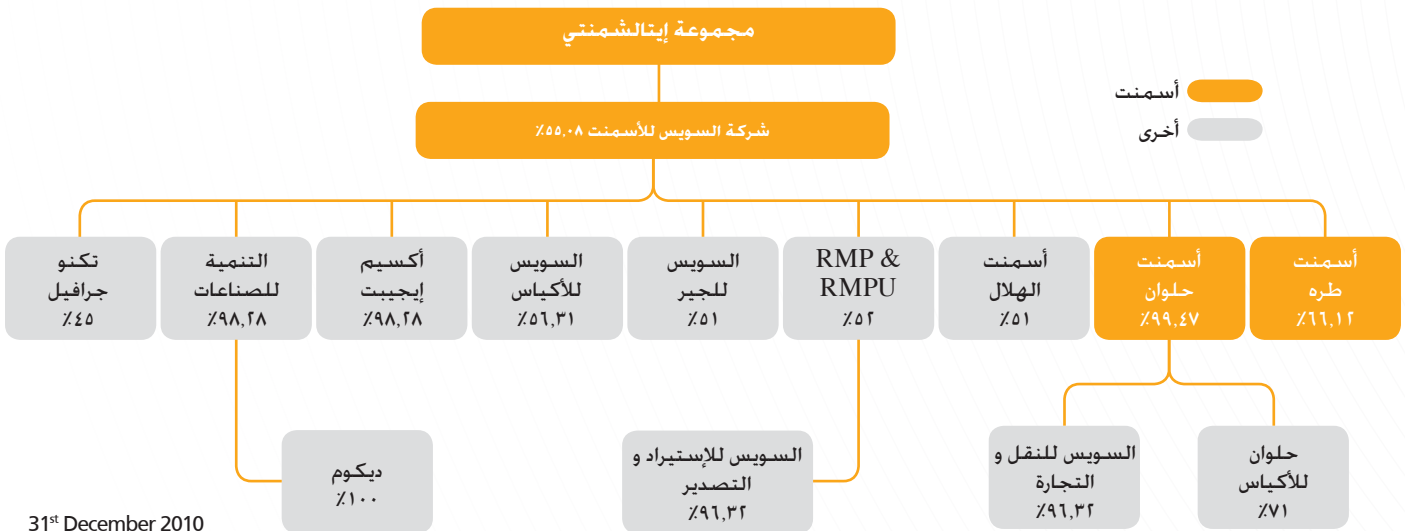 مجموعة إيتالشمنتي
شركة السويس للأسمنت ٥٥,٠٨٪
أسمنت
أخرى
أسمنت
طره
٦٦,١٢٪
أسمنت
حلوان
٩٩,٤٧٪
أسمنت
الهلال
٥١٪
RMP &
RMPU
٥٢٪
السويس
للجير
٥١٪
السويس
للأكياس
٥٦,٣١٪
أكسيم
إيجيبت
٩٨,٢٨٪
التنمية
للصناعات
٩٨,٢٨٪
تكنو
جرافيل
٤٥٪
حلوان
للأكياس
٧١٪
السويس للنقل و
التجارة
٩٦,٣٢٪
السويس للإستيراد و
التصدير
٩٦,٣٢٪
ديكوم
١٠٠٪
31st December 2010